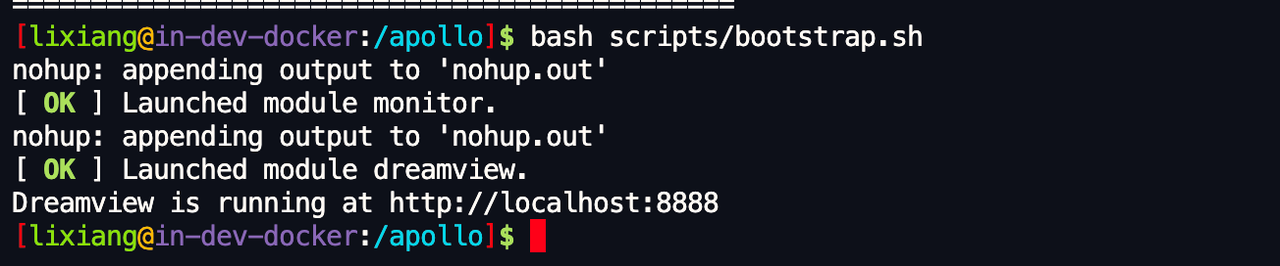 [lixiang@in-dev-docker:/apollo]$ bash scripts/bootstrap.sh
nohup: appending output to 'nohup.out'
[ OK ] Launched module monitor.
nohup: appending output to 'nohup.out'
[ OK ] Launched module dreamview.
Dreamview is running at http://localhost:8888
[lixiang@in-dev-docker:/apollo]$